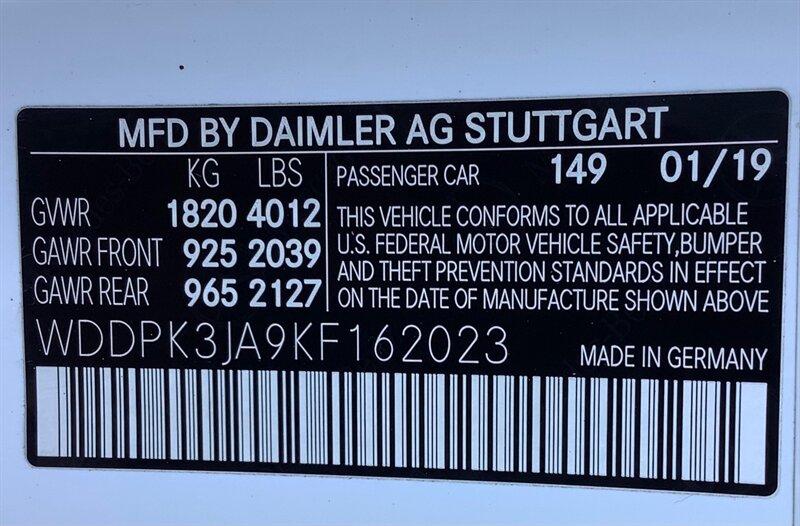 MFD BY DAIMLER AG STUTTGART
KG LBS
GVWR 1820 4012
GAWR FRONT 925 2039
GAWR REAR 965 2127
PASSENGER CAR 149 01/19
THIS VEHICLE CONFORMS TO ALL APPLICABLE
U.S. FEDERAL MOTOR VEHICLE SAFETY,BUMPER
AND THEFT PREVENTION STANDARDS IN EFFECT
ON THE DATE OF MANUFACTURE SHOWN ABOVE
WDDPK3JA9KF162023
MADE IN GERMANY